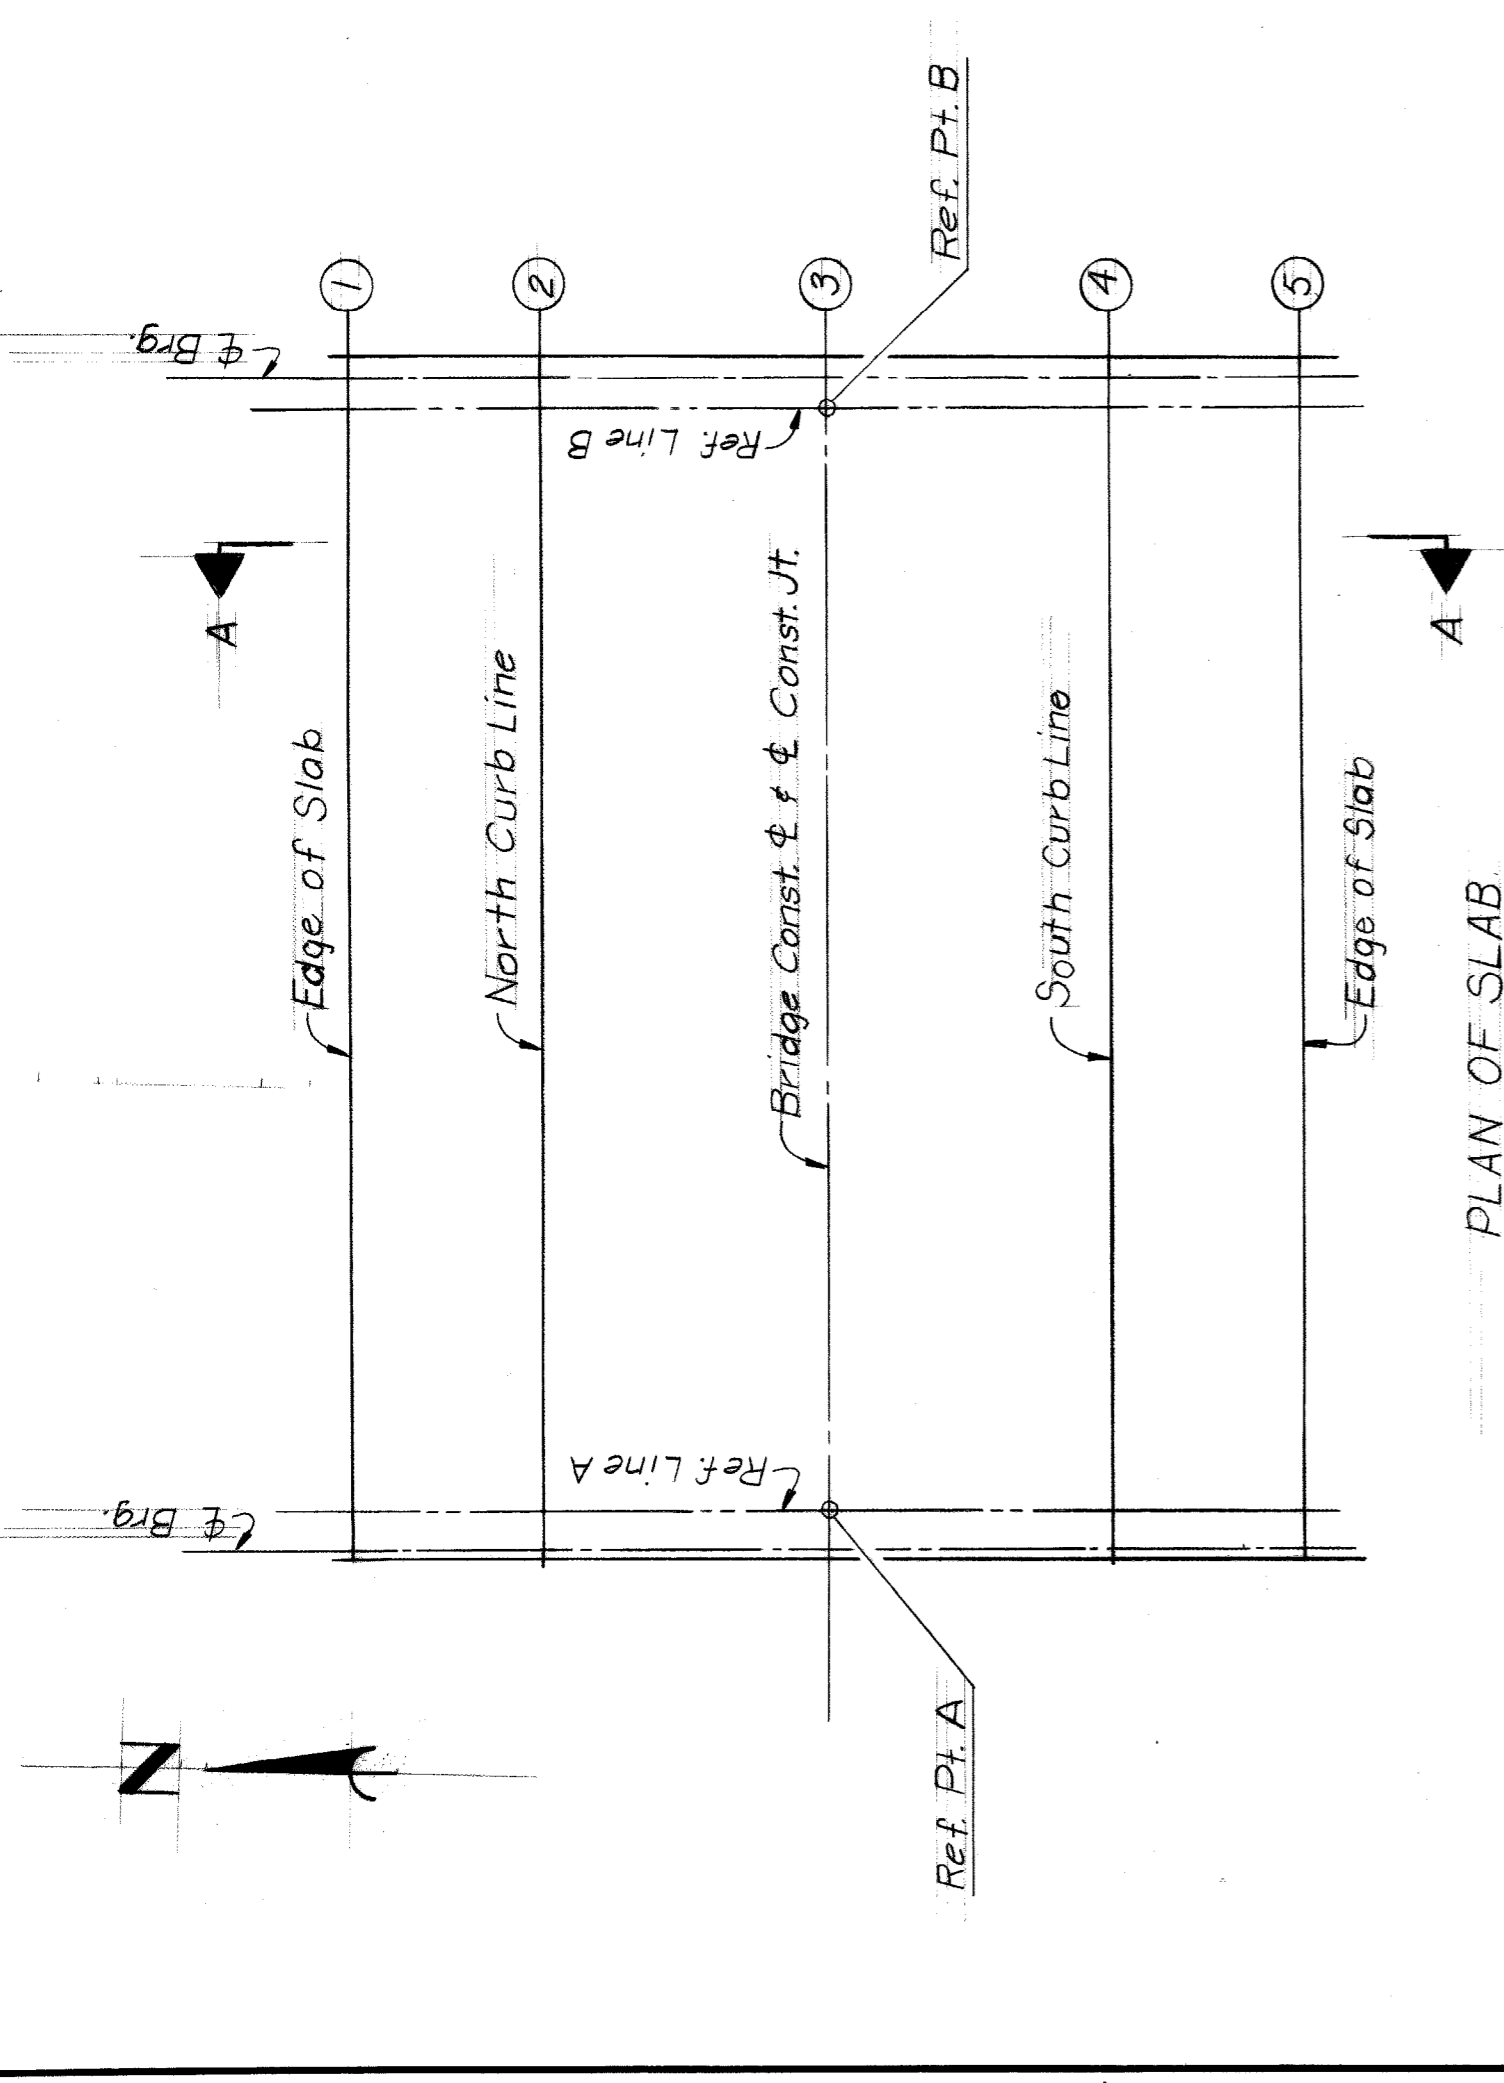 N
℄ Brg.
℄ Brg.
A
Edge of Slab
1
North Curb Line
2
Ref. Line A
Ref. Line B
Bridge Const. ℄ & ℄ Const. Jt.
3
Ref. Pt. A
Ref. Pt. B
South Curb Line
4
Edge of Slab
5
A
PLAN OF SLAB